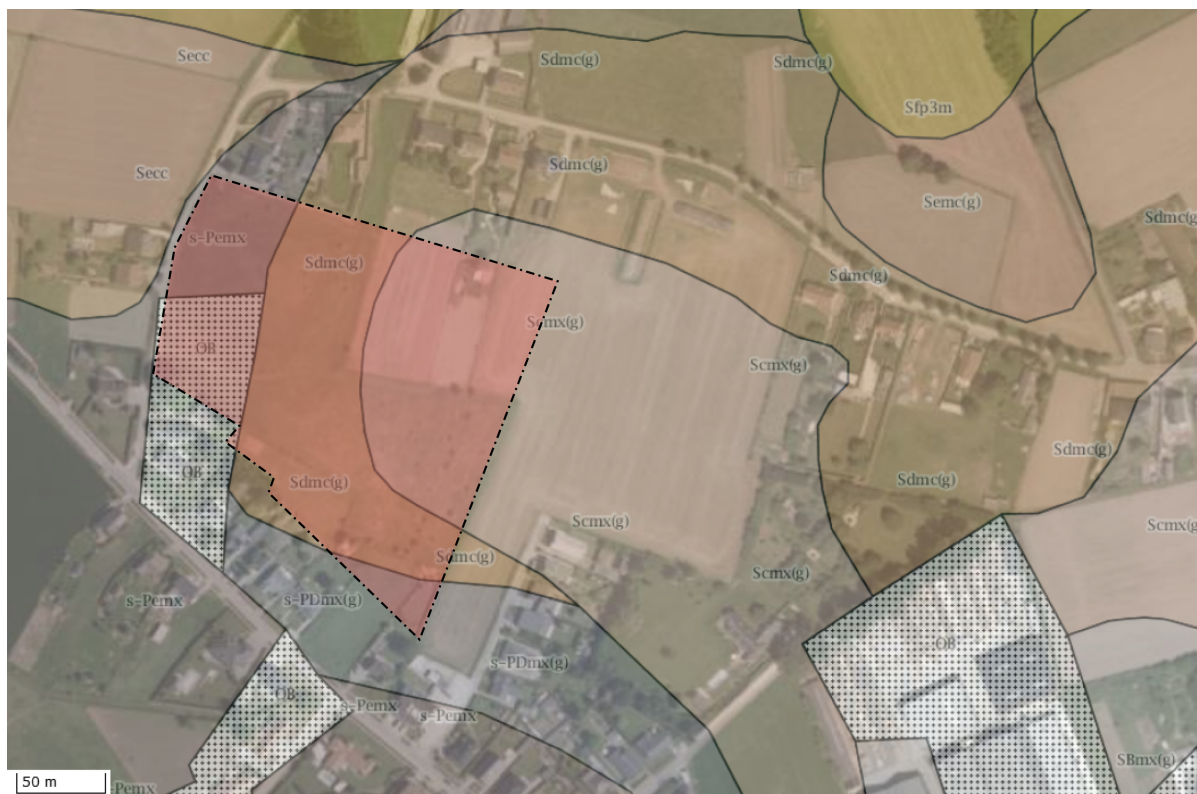 Secc
Sdmc(g)
Sdmc(g)
Sfp3m
Sdmc(g)
Secc
Semc(g)
Sdmc(g
s-Pemx
Sdmc(g)
Sdmc(g)
Scmx(g)
OB
Scmx(g)
Sdmc(g)
OB
Sdmc(g)
Sdmc(g)
Scmx(g)
Scmx(g
Sdmc(g)
Scmx(g)
s-Pemx
s-PDmx(g)
OB
s-PDmx(g)
OB
s-Pemx
s-Pemx
SBmx(g)
50 m
-Pemx